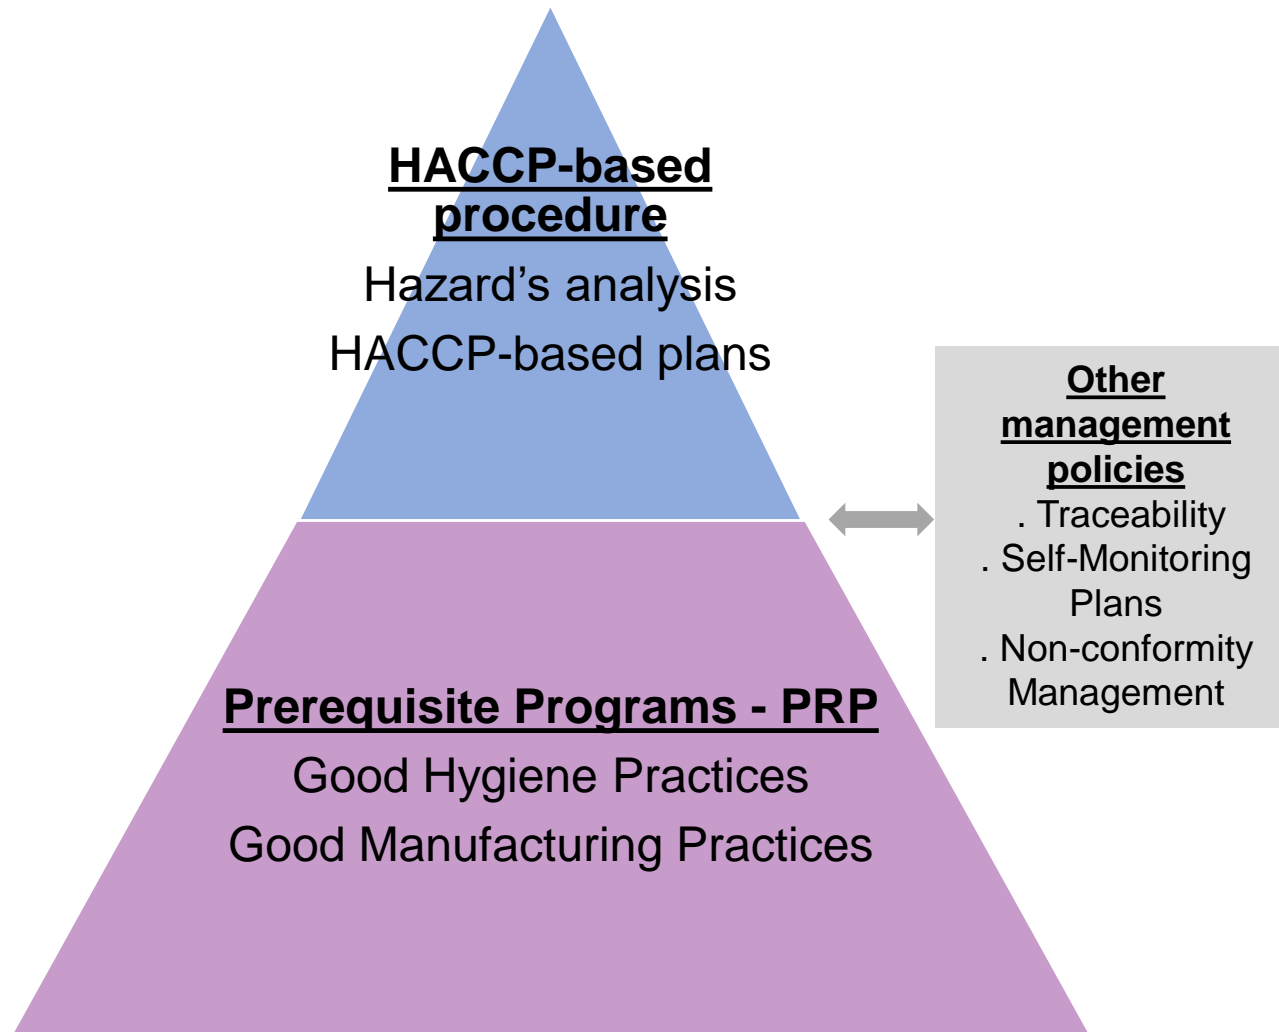 HACCP-based
procedure
Hazard’s analysis
HACCP-based plans
Other
management
policies
. Traceability
. Self-Monitoring
Plans
. Non-conformity
Management
Prerequisite Programs - PRP
Good Hygiene Practices
Good Manufacturing Practices